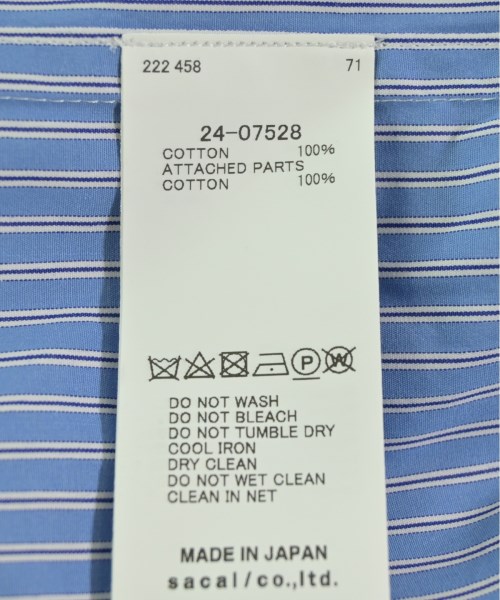 222 458 71
24-07528
COTTON 100%
ATTACHED PARTS
COTTON 100%
P W
DO NOT WASH
DO NOT BLEACH
DO NOT TUMBLE DRY
COOL IRON
DRY CLEAN
DO NOT WET CLEAN
CLEAN IN NET
MADE IN JAPAN
sacai/co.,ltd.